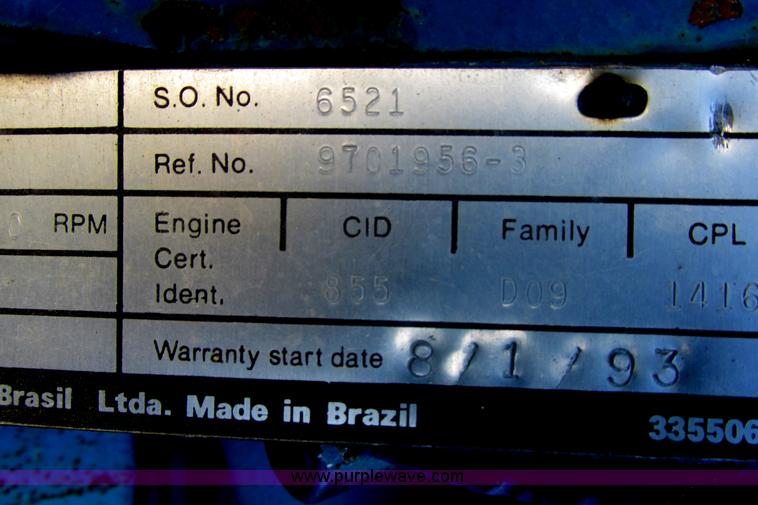 S.O. No. 6521
Ref. No. 9701956-3
0 RPM
Engine Cert. Ident.
CID
Family
CPL
855
D09
1416
Warranty start date 8/1/93
Brasil Ltda. Made in Brazil
335506
www.purplewave.com